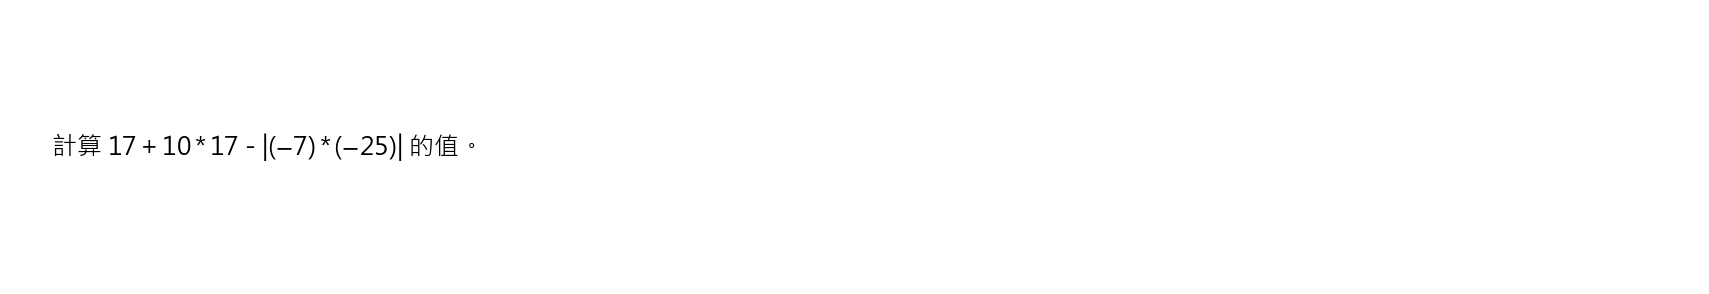 計算 17 + 10 * 17 - |(−7) * (−25)| 的值。